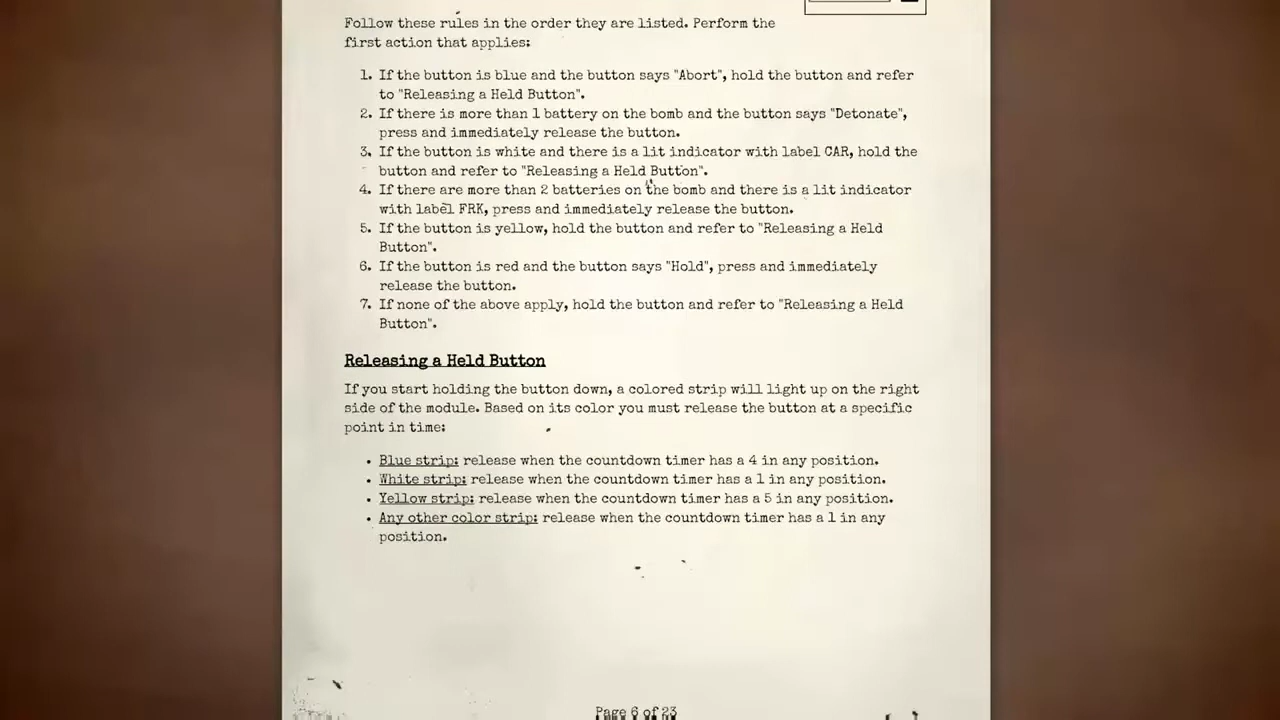 Follow these rules in the order they are listed. Perform the
first action that applies:
1. If the button is blue and the button says "Abort", hold the button and refer
to "Releasing a Held Button".
2. If there is more than 1 battery on the bomb and the button says "Detonate",
press and immediately release the button.
3. If the button is white and there is a lit indicator with label CAR, hold the
button and refer to "Releasing a Held Button".
4. If there are more than 2 batteries on the bomb and there is a lit indicator
with label FRK, press and immediately release the button.
5. If the button is yellow, hold the button and refer to "Releasing a Held
Button".
6. If the button is red and the button says "Hold", press and immediately
release the button.
7. If none of the above apply, hold the button and refer to "Releasing a Held
Button".
Releasing a Held Button
If you start holding the button down, a colored strip will light up on the right
side of the module. Based on its color you must release the button at a specific
point in time:
• Blue strip: release when the countdown timer has a 4 in any position.
• White strip: release when the countdown timer has a 1 in any position.
• Yellow strip: release when the countdown timer has a 5 in any position.
• Any other color strip: release when the countdown timer has a 1 in any
position.
Page 6 of 23